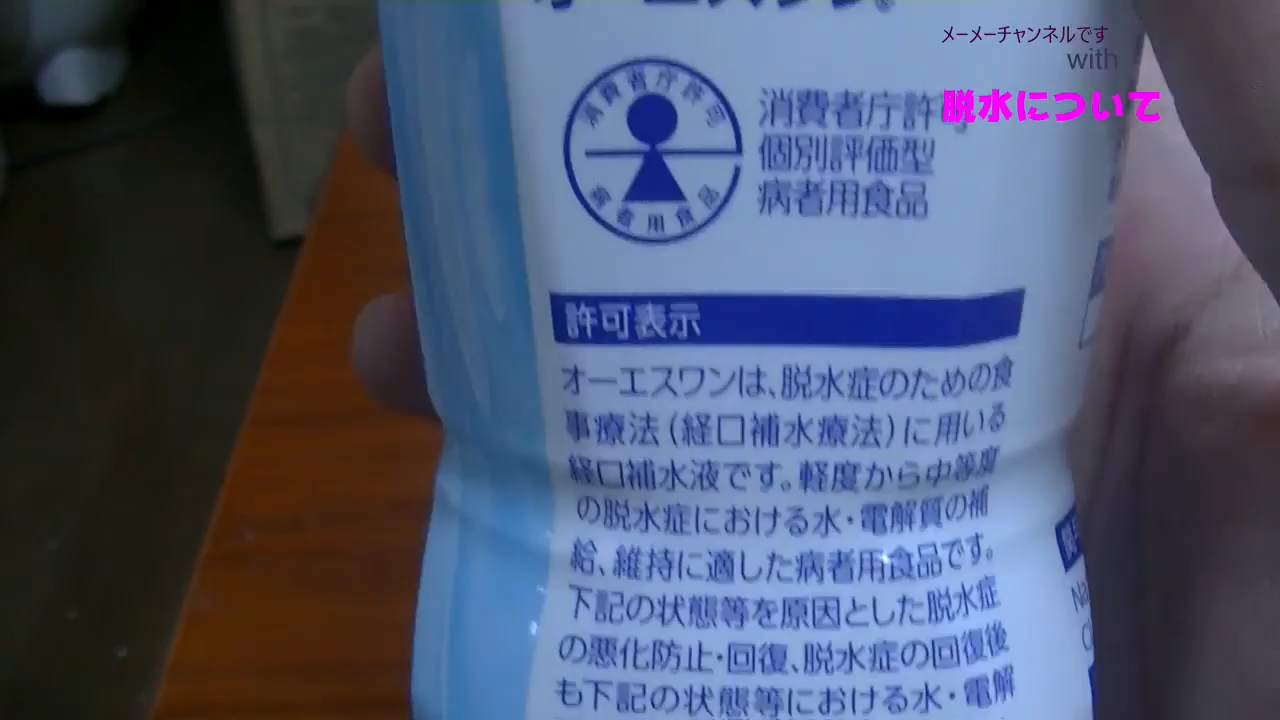 オーエスワン®
メーメーチャンネルです
with
脱水について
消費者庁許可
病者用食品
消費者庁許可
個別評価型
病者用食品
許可表示
オーエスワンは、脱水症のための食
事療法(経口補水療法)に用いる
経口補水液です。軽度から中等度
の脱水症における水・電解質の補
給、維持に適した病者用食品です。
下記の状態等を原因とした脱水症
の悪化防止・回復、脱水症の回復後
も下記の状態等における水・電解
Na